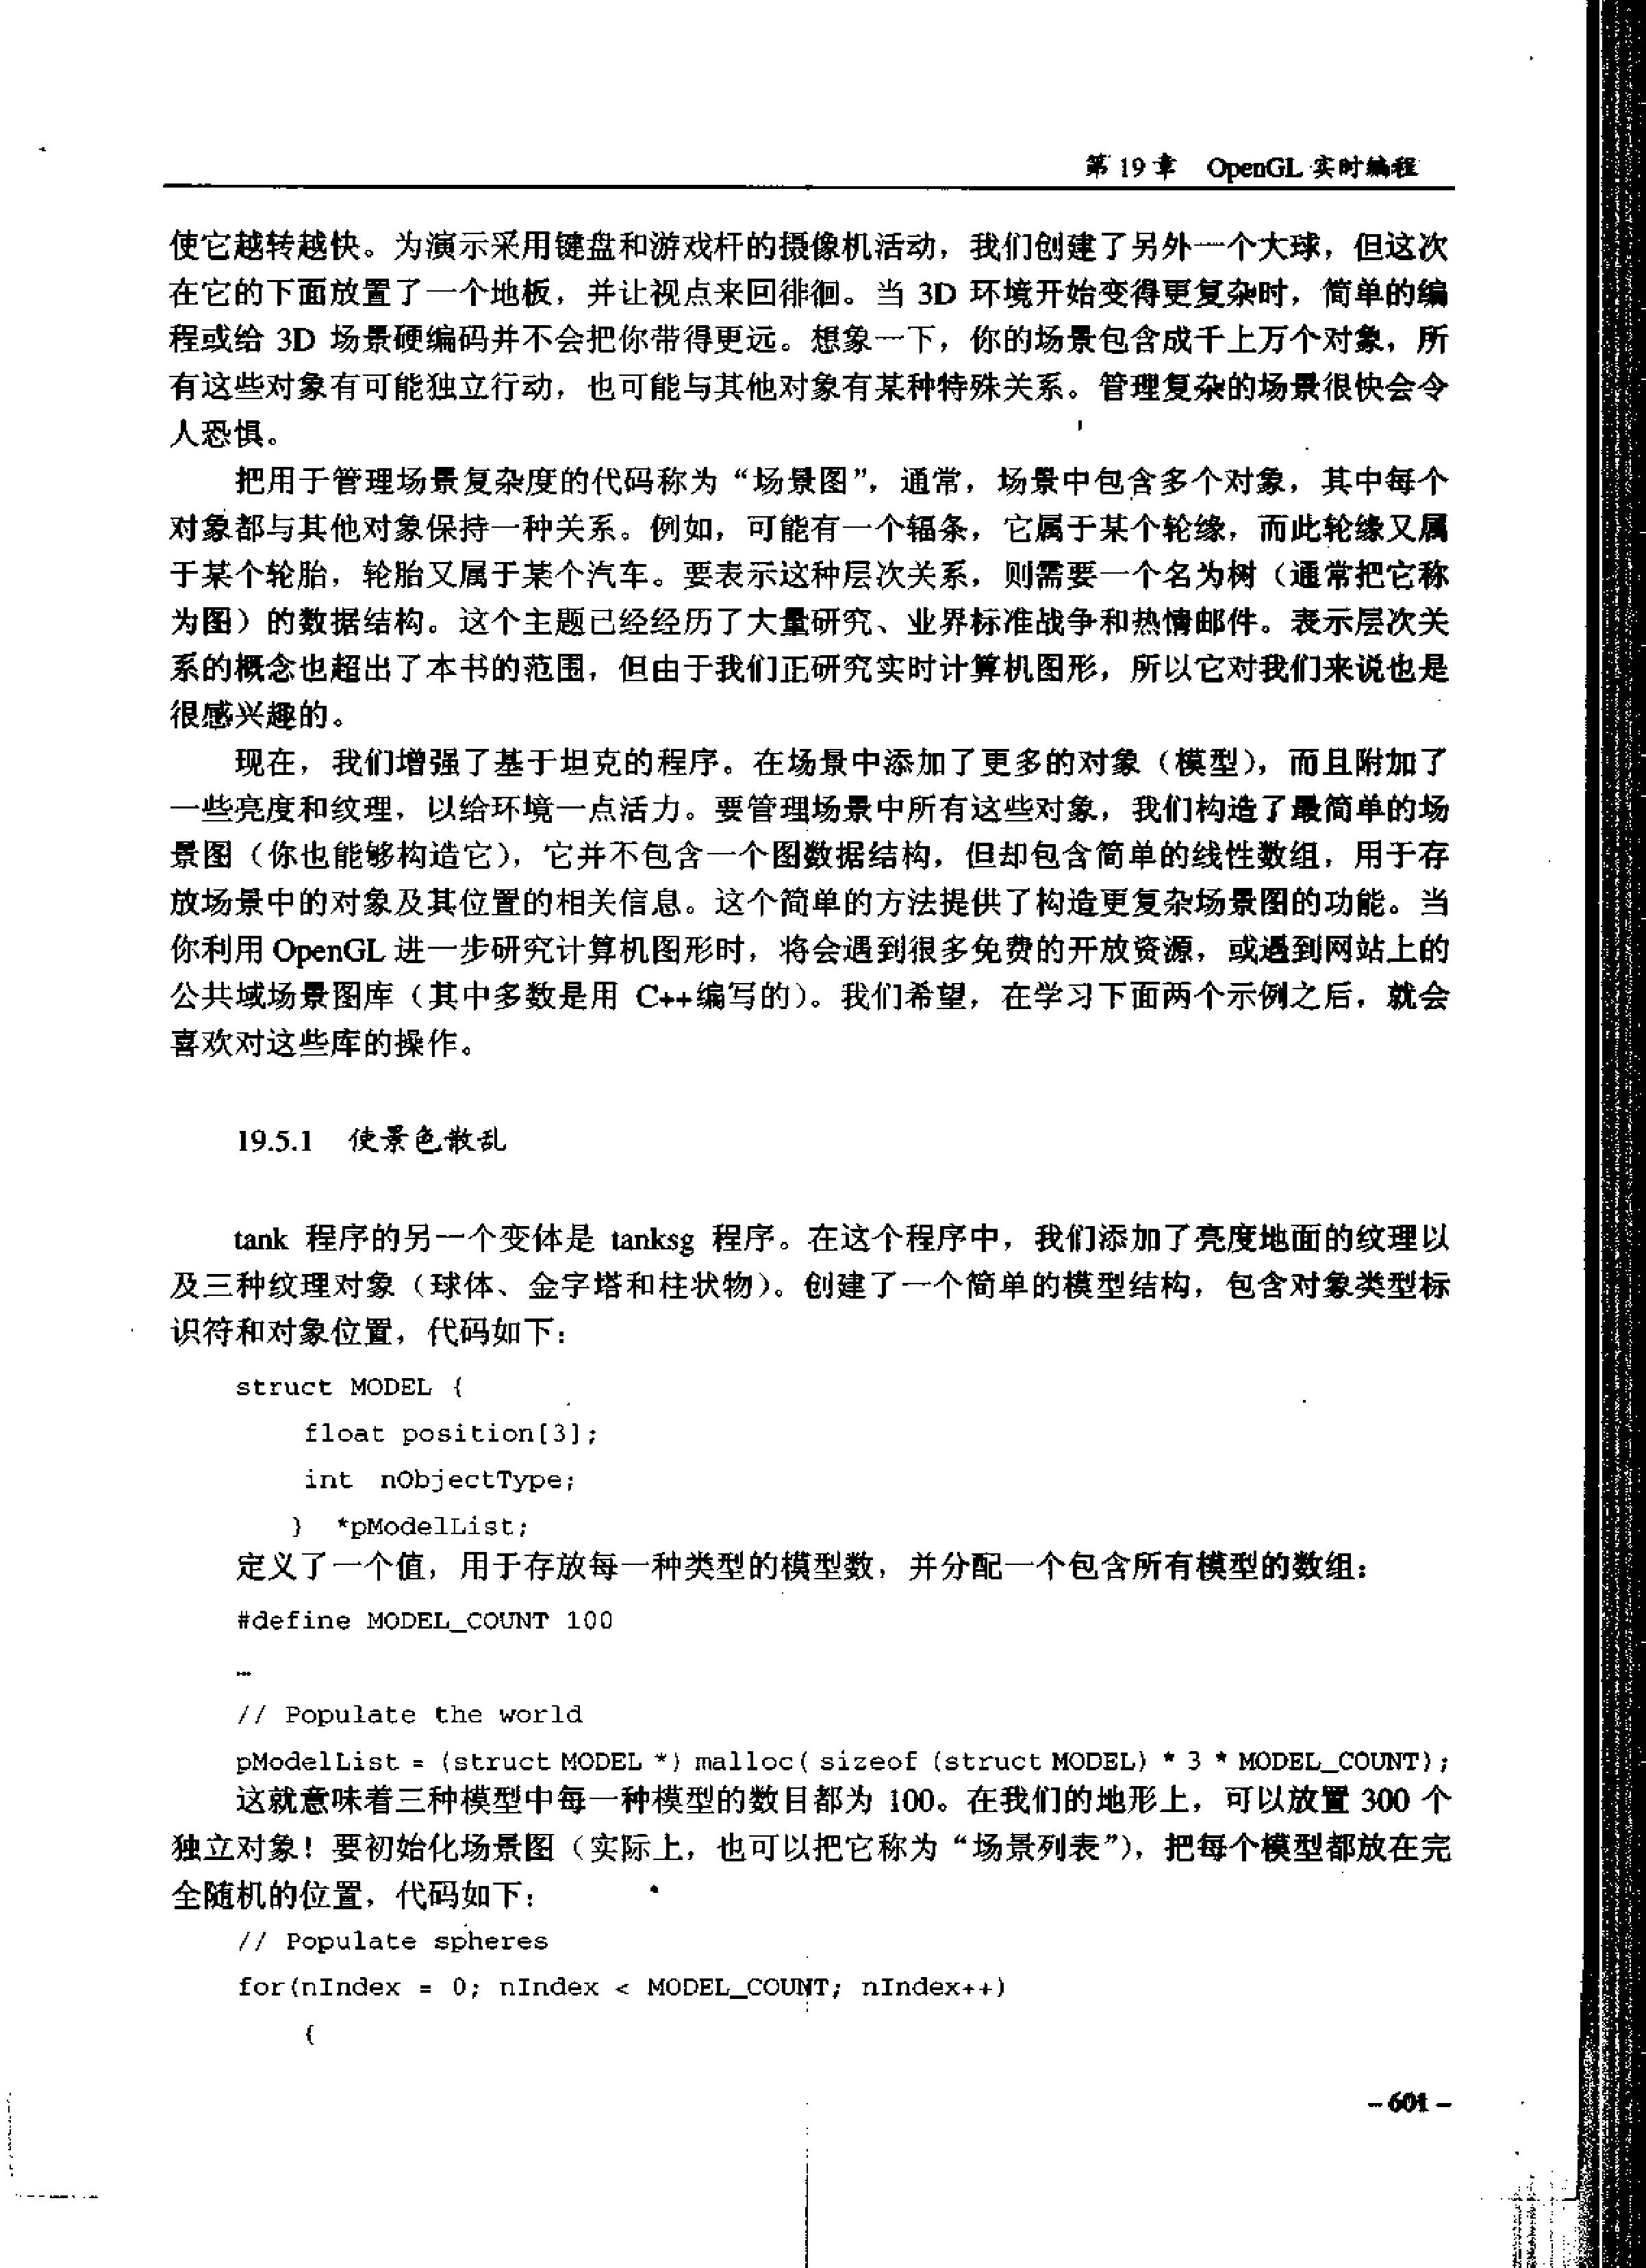 第 19 章 OpenGL 实时编程
使它越转越快。为演示采用键盘和游戏杆的摄像机活动，我们创建了另外一个大球，但这次
在它的下面放置了一个地板，并让视点来回徘徊。当 3D 环境开始变得更复杂时，简单的编
程或给 3D 场景硬编码并不会把你带得更远。想象一下，你的场景包含成千上万个对象，所
有这些对象有可能独立行动，也可能与其他对象有某种特殊关系。管理复杂的场景很快会令
人恐惧。
把用于管理场景复杂度的代码称为“场景图”，通常，场景中包含多个对象，其中每个
对象都与其他对象保持一种关系。例如，可能有一个辐条，它属于某个轮缘，而此轮缘又属
于某个轮胎，轮胎又属于某个汽车。要表示这种层次关系，则需要一个名为树（通常把它称
为图）的数据结构。这个主题已经经历了大量研究、业界标准战争和热情邮件。表示层次关
系的概念也超出了本书的范围，但由于我们正研究实时计算机图形，所以它对我们来说也是
很感兴趣的。
现在，我们增强了基于坦克的程序。在场景中添加了更多的对象（模型），而且附加了
一些亮度和纹理，以给环境一点活力。要管理场景中所有这些对象，我们构造了最简单的场
景图（你也能够构造它），它并不包含一个图数据结构，但却包含简单的线性数组，用于存
放场景中的对象及其位置的相关信息。这个简单的方法提供了构造更复杂场景图的功能。当
你利用 OpenGL 进一步研究计算机图形时，将会遇到很多免费的开放资源，或遇到网站上的
公共域场景图库（其中多数是用 C++编写的）。我们希望，在学习下面两个示例之后，就会
喜欢对这些库的操作。
19.5.1 使景色散乱
tank 程序的另一个变体是 tanksg 程序。在这个程序中，我们添加了亮度地面的纹理以
及三种纹理对象（球体、金字塔和柱状物）。创建了一个简单的模型结构，包含对象类型标
识符和对象位置，代码如下：
struct MODEL {
float position[3];
int nObjectType;
} *pModelList;
定义了一个值，用于存放每一种类型的模型数，并分配一个包含所有模型的数组：
#define MODEL_COUNT 100
…
// Populate the world
pModelList = (struct MODEL *) malloc( sizeof (struct MODEL) * 3 * MODEL_COUNT);
这就意味着三种模型中每一种模型的数目都为 100。在我们的地形上，可以放置 300 个
独立对象！要初始化场景图（实际上，也可以把它称为“场景列表”），把每个模型都放在完
全随机的位置，代码如下：
// Populate spheres
for(nIndex = 0; nIndex < MODEL_COUNT; nIndex++)
{
－601－